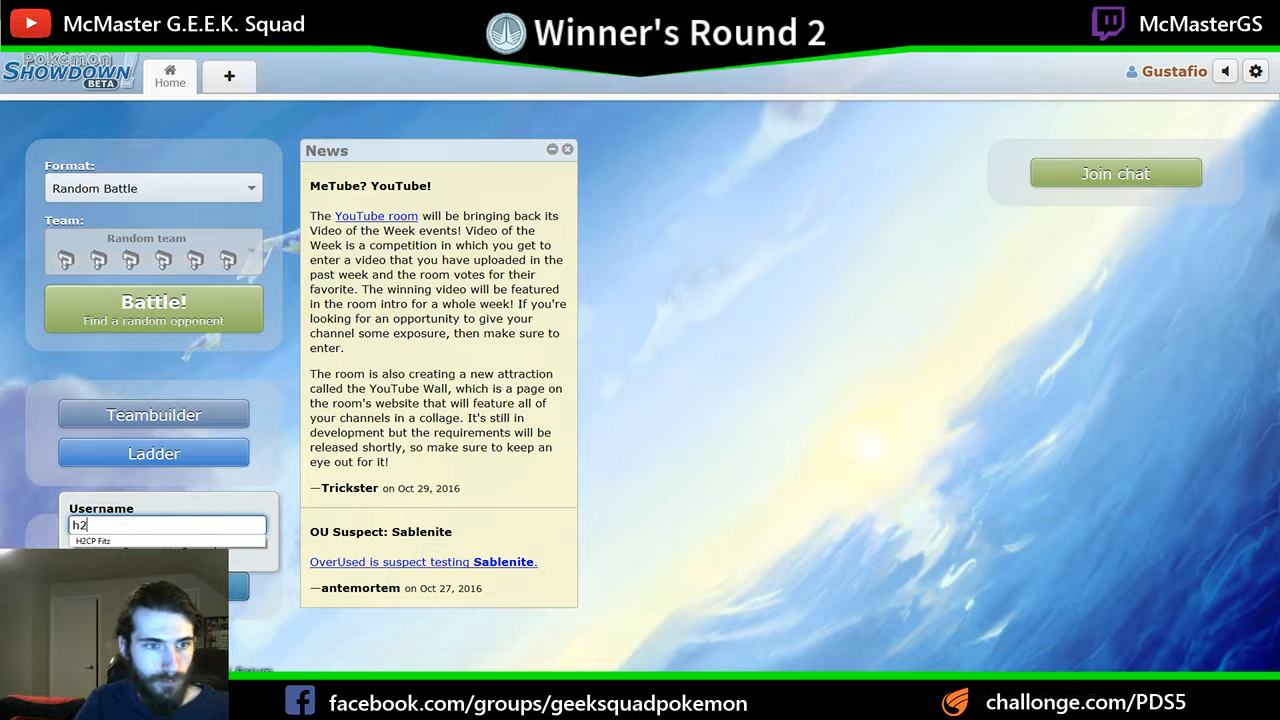 McMaster G.E.E.K. Squad
Winner's Round 2
McMasterGS
Pokémon
SHOWDOWN!
BETA
Home
+
Gustafio
Format:
Random Battle
Team:
Random team
Battle!
Find a random opponent
Teambuilder
Ladder
Username
h2
H2CP Fitz
News
MeTube? YouTube!
The YouTube room will be bringing back its
Video of the Week events! Video of the
Week is a competition in which you get to
enter a video that you have uploaded in the
past week and the room votes for their
favorite. The winning video will be featured
in the room intro for a whole week! If you're
looking for an opportunity to give your
channel some exposure, then make sure to
enter.
The room is also creating a new attraction
called the YouTube Wall, which is a page on
the room's website that will feature all of
your channels in a collage. It's still in
development but the requirements will be
released shortly, so make sure to keep an
eye out for it!
—Trickster on Oct 29, 2016
OU Suspect: Sablenite
OverUsed is suspect testing Sablenite.
—antemortem on Oct 27, 2016
Join chat
Forum
facebook.com/groups/geeksquadpokemon
challonge.com/PDS5